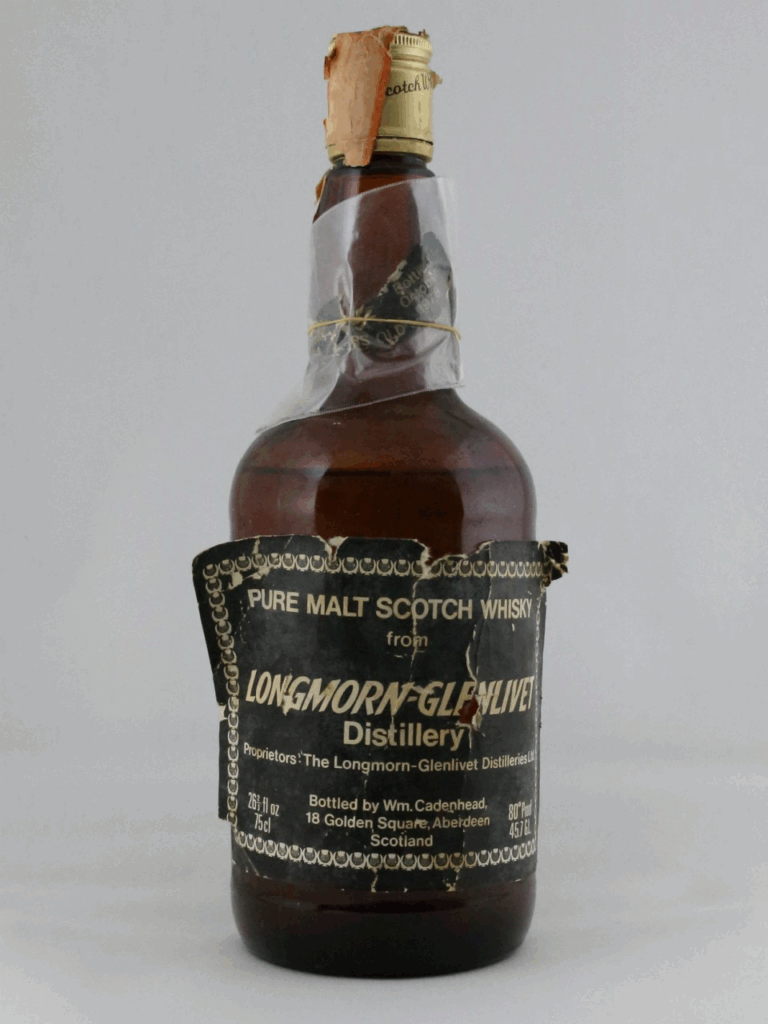 Scotch
PURE MALT SCOTCH WHISKY
from
LONGMORN-GLENLIVET
Distillery
Proprietors: The Longmorn-Glenlivet Distilleries Ltd
26⅔ fl oz
75cl
Bottled by Wm. Cadenhead,
18 Golden Square, Aberdeen
Scotland
80° Proof
45.7 G.L.